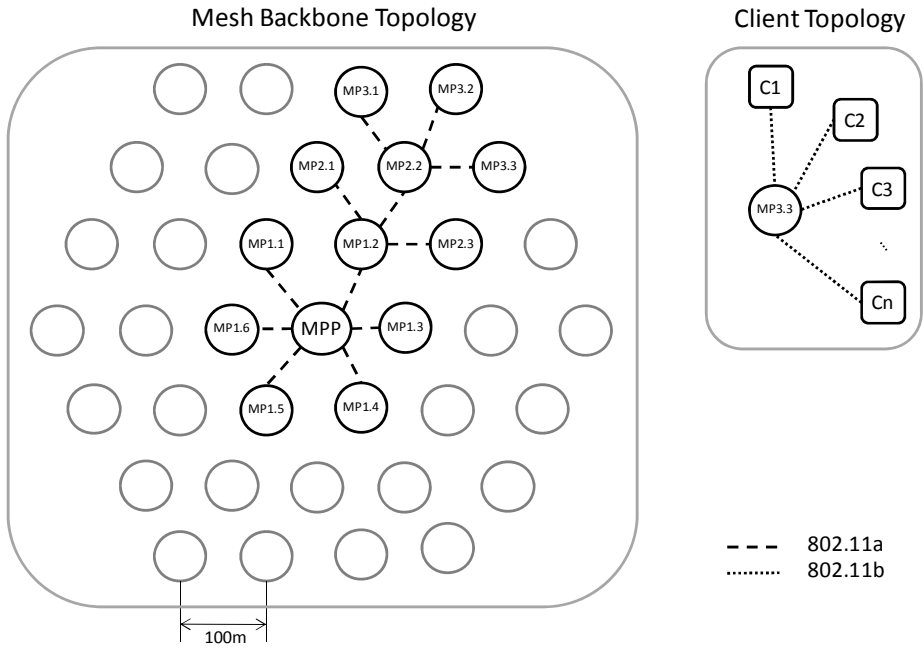 Mesh Backbone Topology
Client Topology
MP3.1
MP3.2
C1
C2
MP2.1
MP2.2
MP3.3
C3
MP3.3
MP1.1
MP1.2
MP2.3
Cn
MP1.6
MPP
MP1.3
MP1.5
MP1.4
802.11a
802.11b
100m